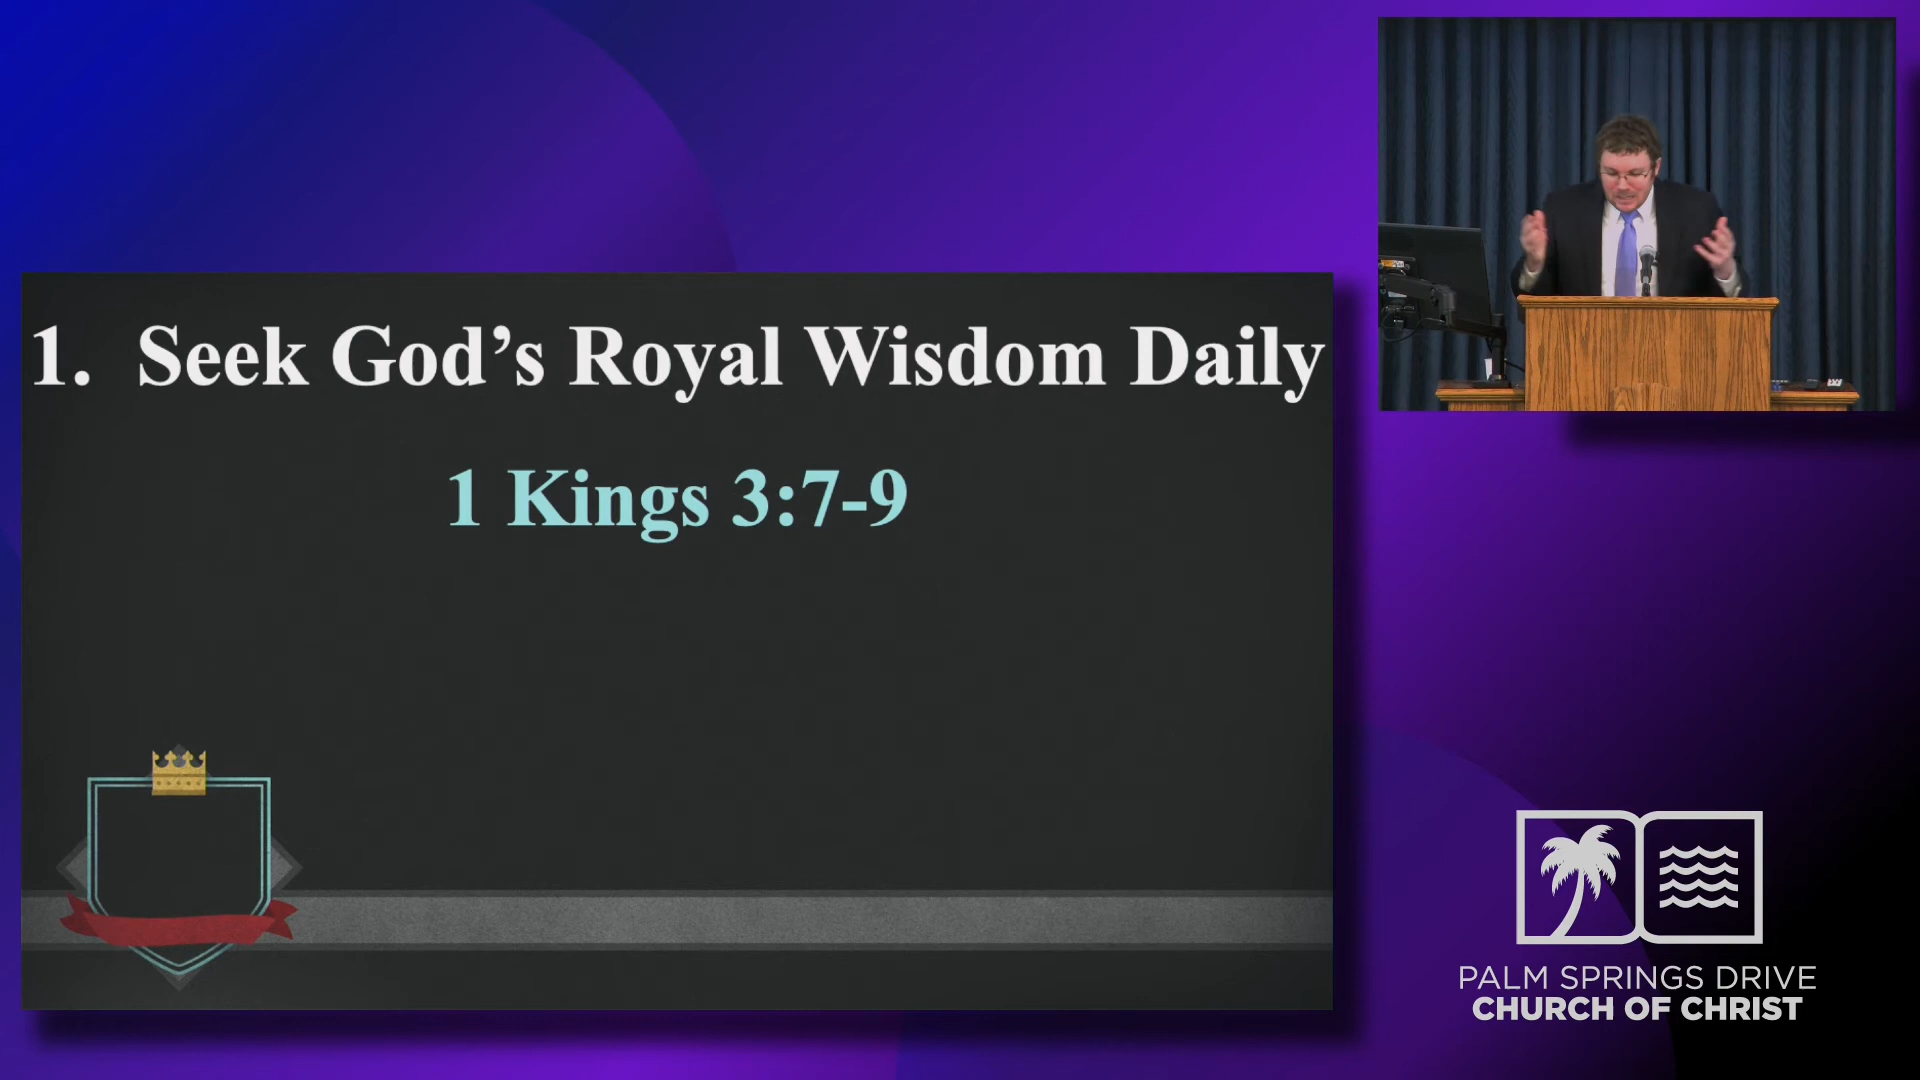 1. Seek God’s Royal Wisdom Daily
1 Kings 3:7-9
PALM SPRINGS DRIVE
CHURCH OF CHRIST